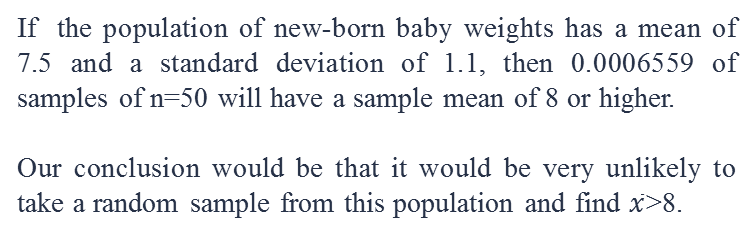 If the population of new-born baby weights has a mean of
7.5 and a standard deviation of 1.1, then 0.0006559 of
samples of n=50 will have a sample mean of 8 or higher.
Our conclusion would be that it would be very unlikely to
take a random sample from this population and find x̄>8.